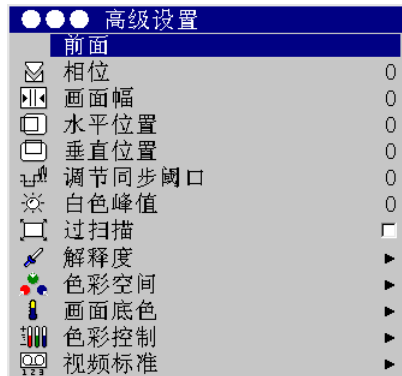 高级设置
前面
相位 0
画面幅 0
水平位置 0
垂直位置 0
调节同步阈口 0
白色峰值 0
过扫描
解释度
色彩空间
画面底色
色彩控制
视频标准